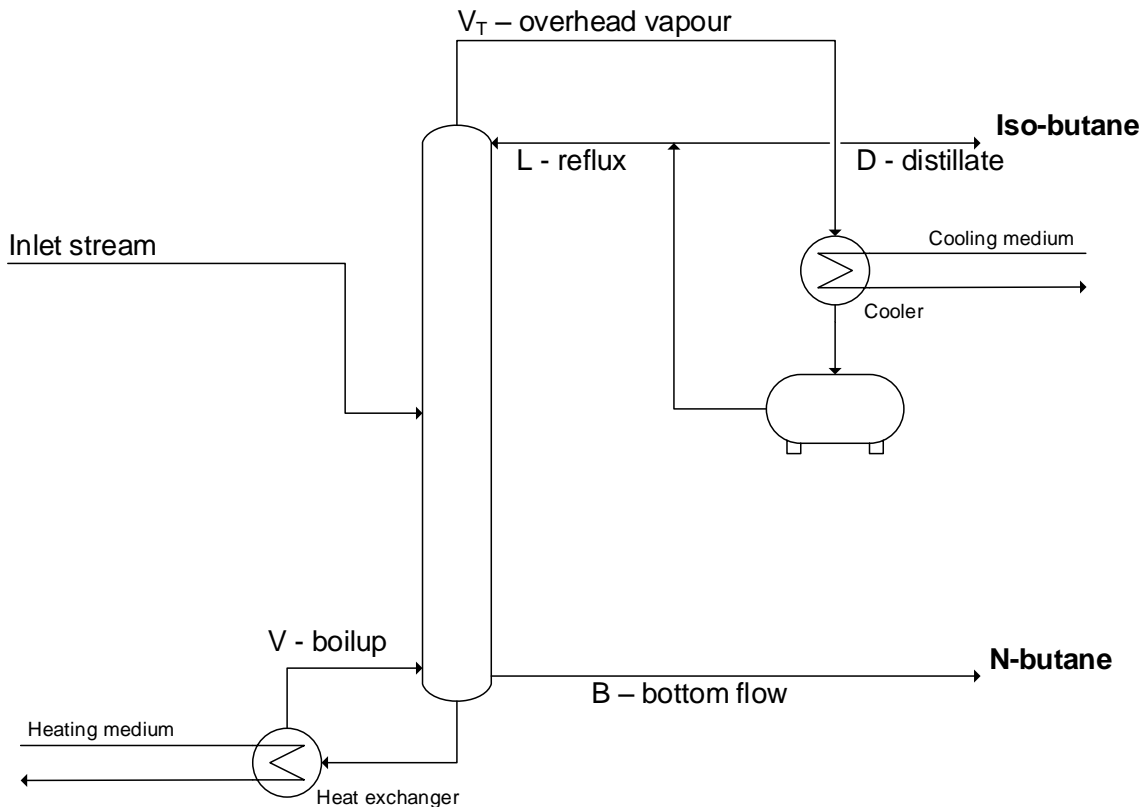 V_T – overhead vapour
Iso-butane
L - reflux
D - distillate
Inlet stream
Cooling medium
Cooler
V - boilup
N-butane
B – bottom flow
Heating medium
Heat exchanger